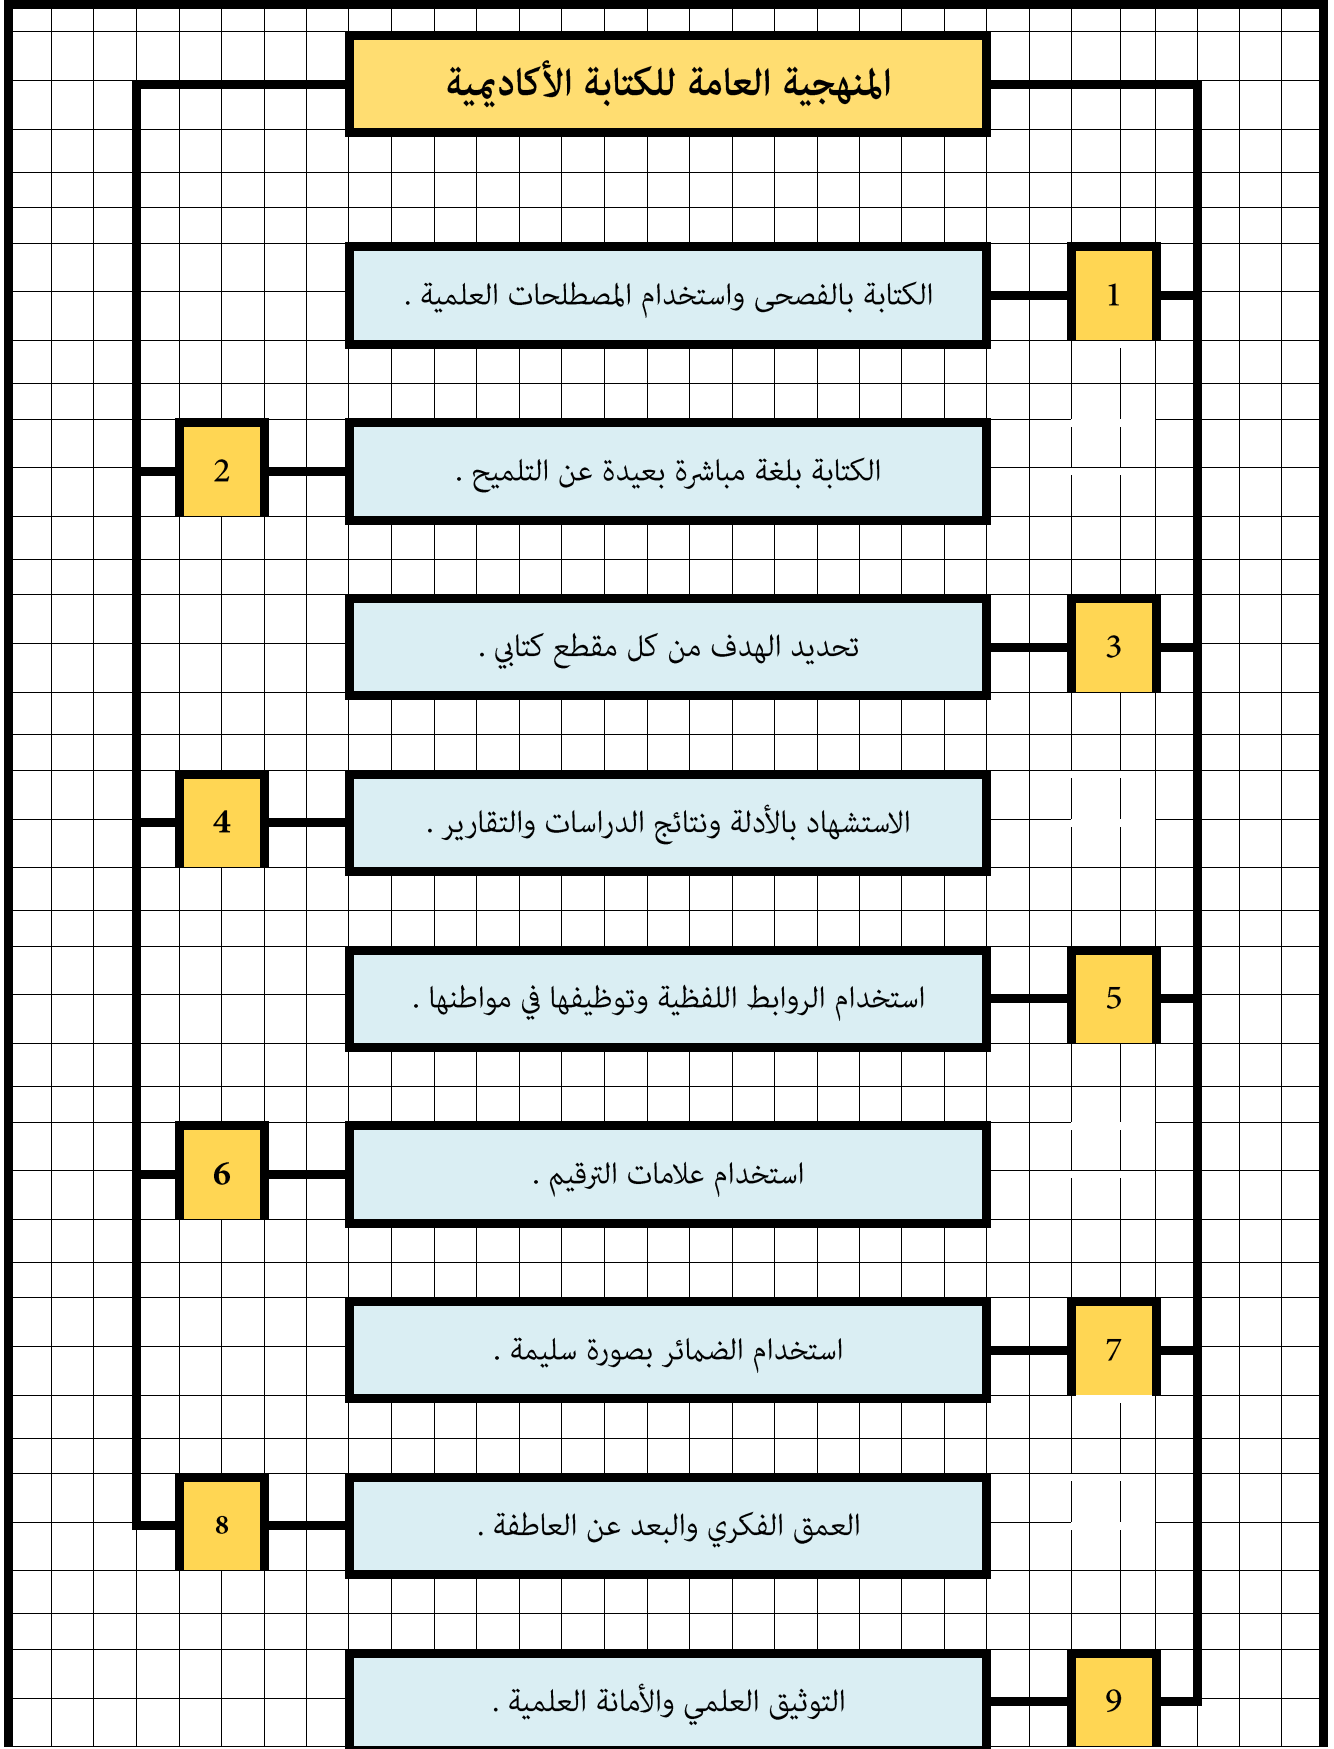 المنهجية العامة للكتابة الأكاديمية
1 الكتابة بالفصحى واستخدام المصطلحات العلمية .
2 الكتابة بلغة مباشرة بعيدة عن التلميح .
3 تحديد الهدف من كل مقطع كتابي .
4 الاستشهاد بالأدلة ونتائج الدراسات والتقارير .
5 استخدام الروابط اللفظية وتوظيفها في مواطنها .
6 استخدام علامات الترقيم .
7 استخدام الضمائر بصورة سليمة .
8 العمق الفكري والبعد عن العاطفة .
9 التوثيق العلمي والأمانة العلمية .